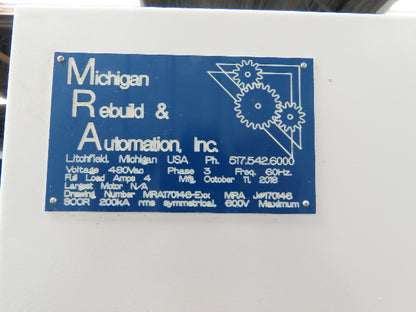 Michigan
Rebuild &
Automation, Inc.
Litchfield, Michigan USA Ph. 517.542.6000
Voltage 480Vac Phase 3 Freq. 60Hz.
Full Load Amps 4 Mfg. October 11, 2018
Largest Motor N/A
Drawing Number MRA170146-Exx MRA J#170146
SCCR 200kA rms symmetrical, 600V Maximum